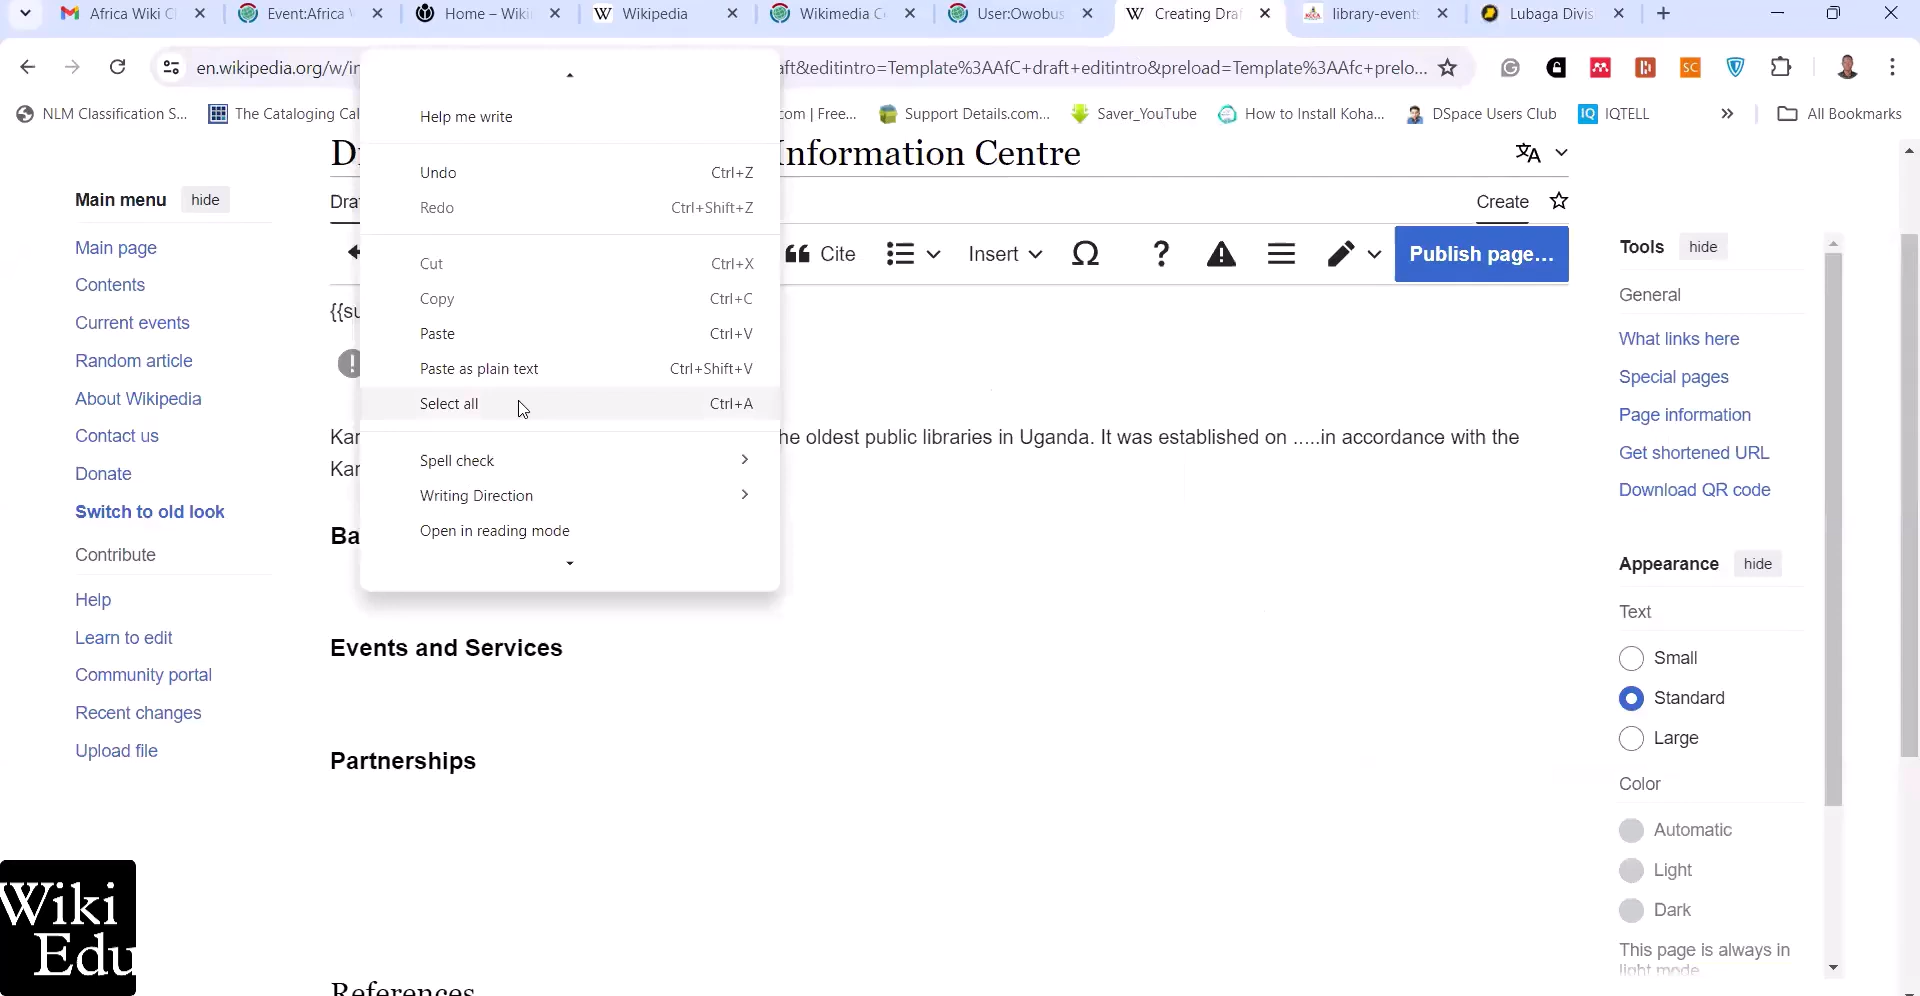 Africa Wiki C
Event:Africa
Home – Wiki
Wikipedia
Wikimedia C
User:Owobus
Creating Dra
library-event
Lubaga Divis
en.wikipedia.org/w/in
aft&editintro=Template%3AAfC+draft+editintro&preload=Template%3AAfc+prelo...
NLM Classification S...
The Cataloging Cal
com | Free...
Support Details.com...
Saver_YouTube
How to Install Koha...
DSpace Users Club
IQ IQTELL
»
All Bookmarks
Help me write
Undo Ctrl+Z
Redo Ctrl+Shift+Z
Cut Ctrl+X
Copy Ctrl+C
Paste Ctrl+V
Paste as plain text Ctrl+Shift+V
Select all Ctrl+A
Spell check
Writing Direction
Open in reading mode
Information Centre
Dra
Create
Cite
Insert
Ω
?
Publish page...
{{su
Kar
he oldest public libraries in Uganda. It was established on .....in accordance with the
Kar
Ba
Events and Services
Partnerships
References
Main menu hide
Main page
Contents
Current events
Random article
About Wikipedia
Contact us
Donate
Switch to old look
Contribute
Help
Learn to edit
Community portal
Recent changes
Upload file
Tools hide
General
What links here
Special pages
Page information
Get shortened URL
Download QR code
Appearance hide
Text
Small
Standard
Large
Color
Automatic
Light
Dark
This page is always in
light mode
Wiki
Edu